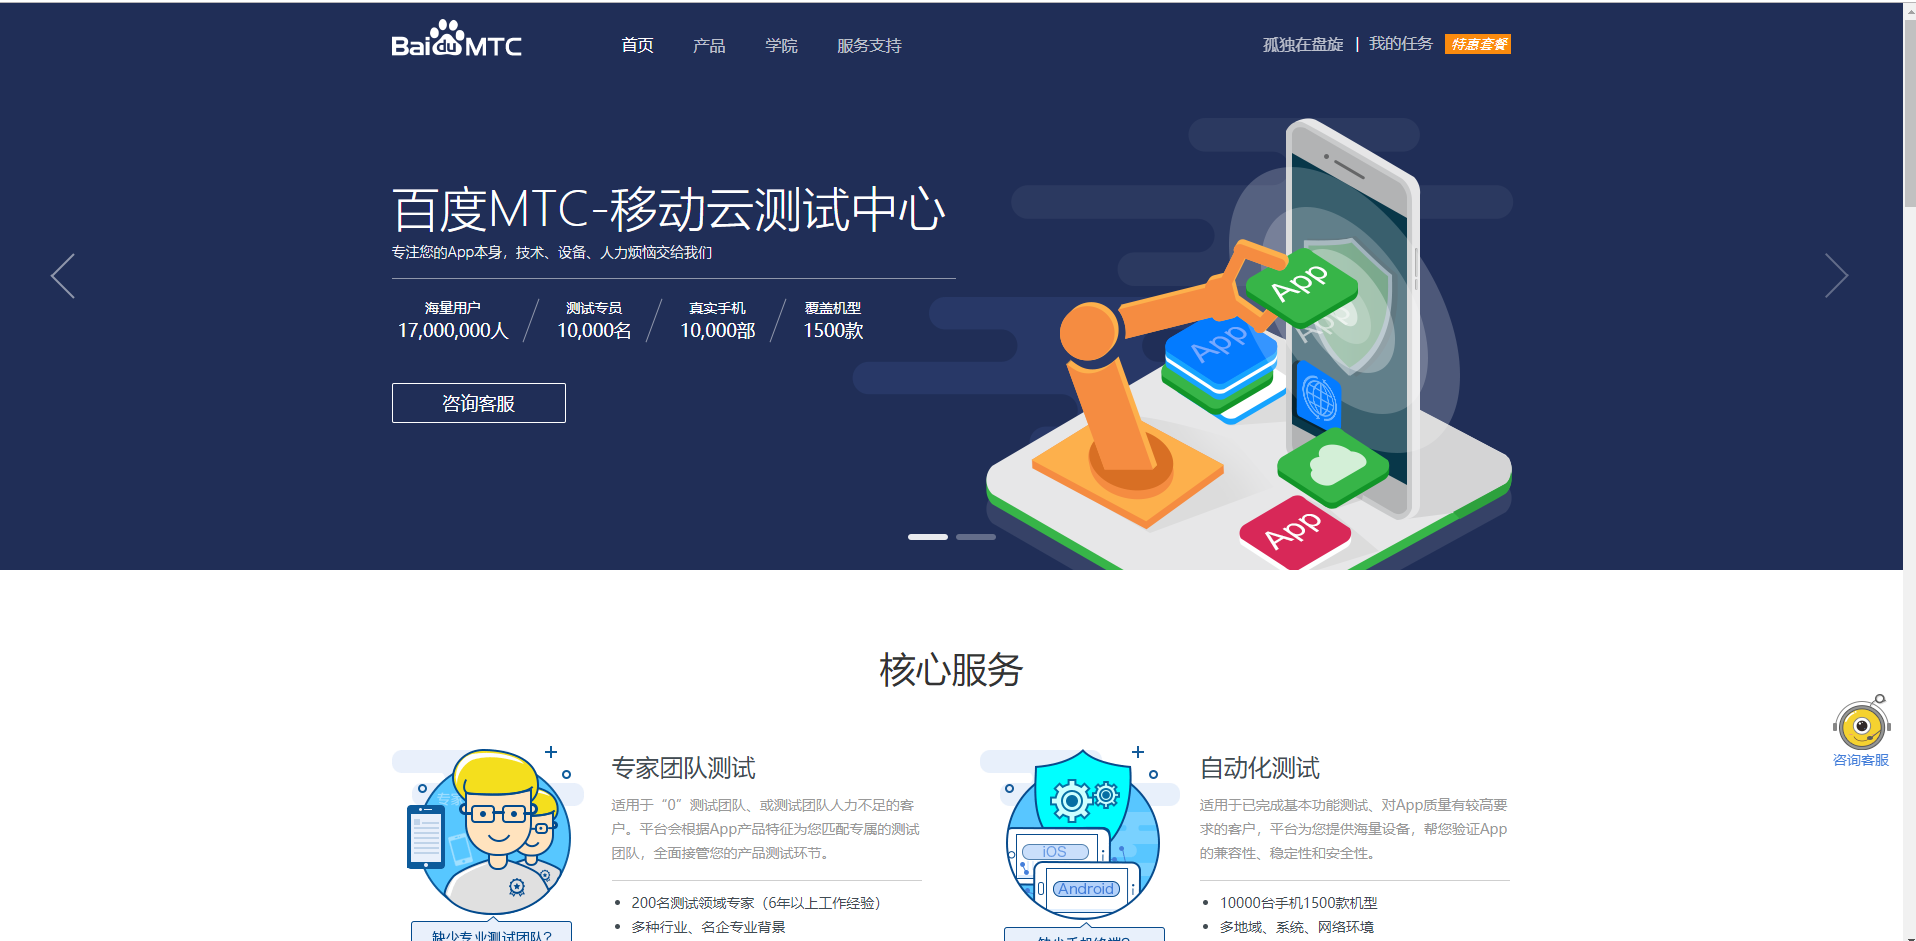 Baidu MTC
首页 产品 学院 服务支持
孤独在盘旋 | 我的任务 特惠套餐
百度MTC-移动云测试中心
专注您的App本身，技术、设备、人力烦恼交给我们
海量用户 测试专员 真实手机 覆盖机型
17,000,000人 10,000名 10,000部 1500款
咨询客服
App
App
App
App
核心服务
咨询客服
专家团队测试
适用于“0”测试团队、或测试团队人力不足的客
户。平台会根据App产品特征为您匹配专属的测试
团队，全面接管您的产品测试环节。
200名测试领域专家（6年以上工作经验）
多种行业、名企专业背景
专家
缺少专业测试团队?
自动化测试
适用于已完成基本功能测试、对App质量有较高要
求的客户，平台为您提供海量设备，帮您验证App
的兼容性、稳定性和安全性。
10000台手机1500款机型
多地域、系统、网络环境
iOS
Android